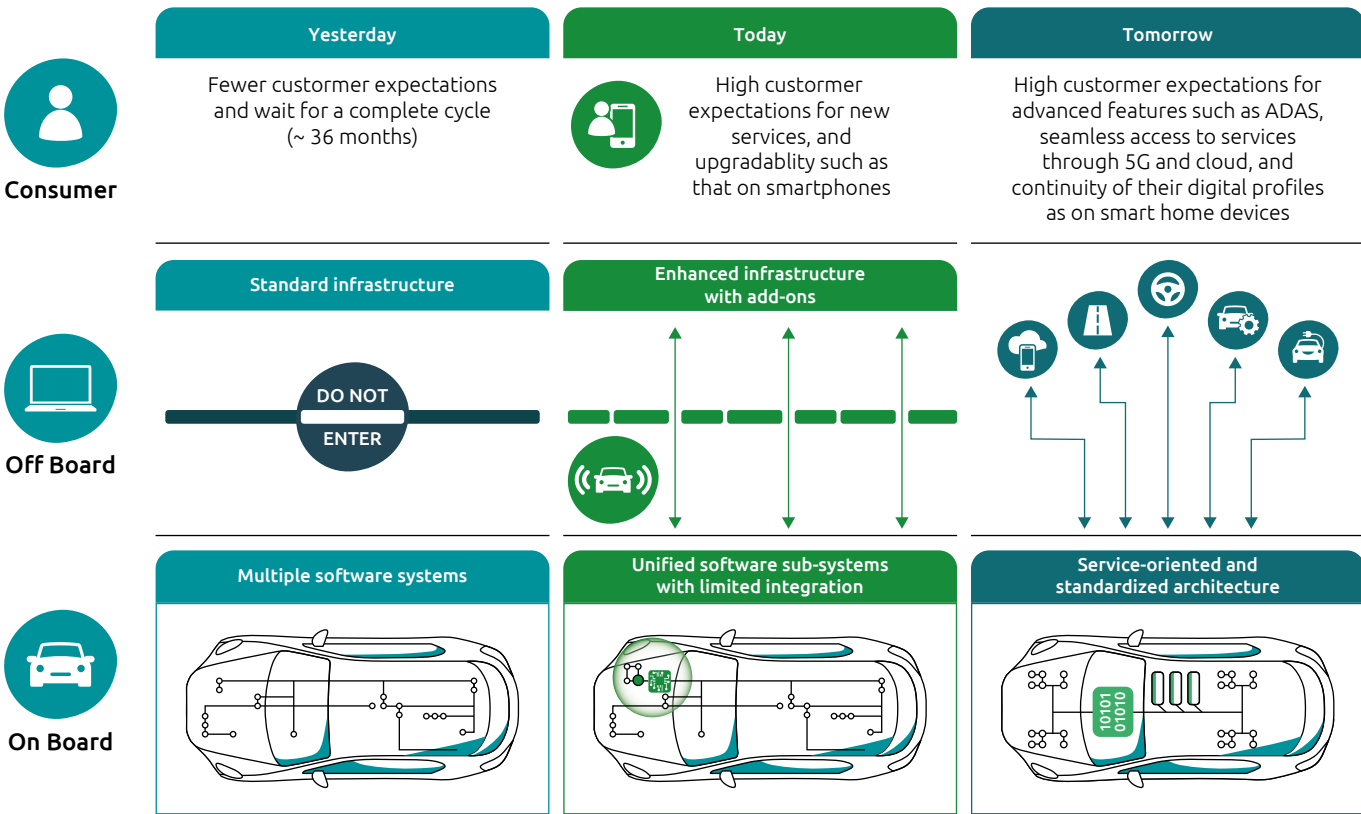 Yesterday
Today
Tomorrow
Consumer
Fewer custormer expectations
and wait for a complete cycle
(~ 36 months)
High custormer
expectations for new
services, and
upgradablity such as
that on smartphones
High custormer expectations for
advanced features such as ADAS,
seamless access to services
through 5G and cloud, and
continuity of their digital profiles
as on smart home devices
Off Board
Standard infrastructure
DO NOT
ENTER
Enhanced infrastructure
with add-ons
On Board
Multiple software systems
Unified software sub-systems
with limited integration
Service-oriented and
standardized architecture
10101
01010